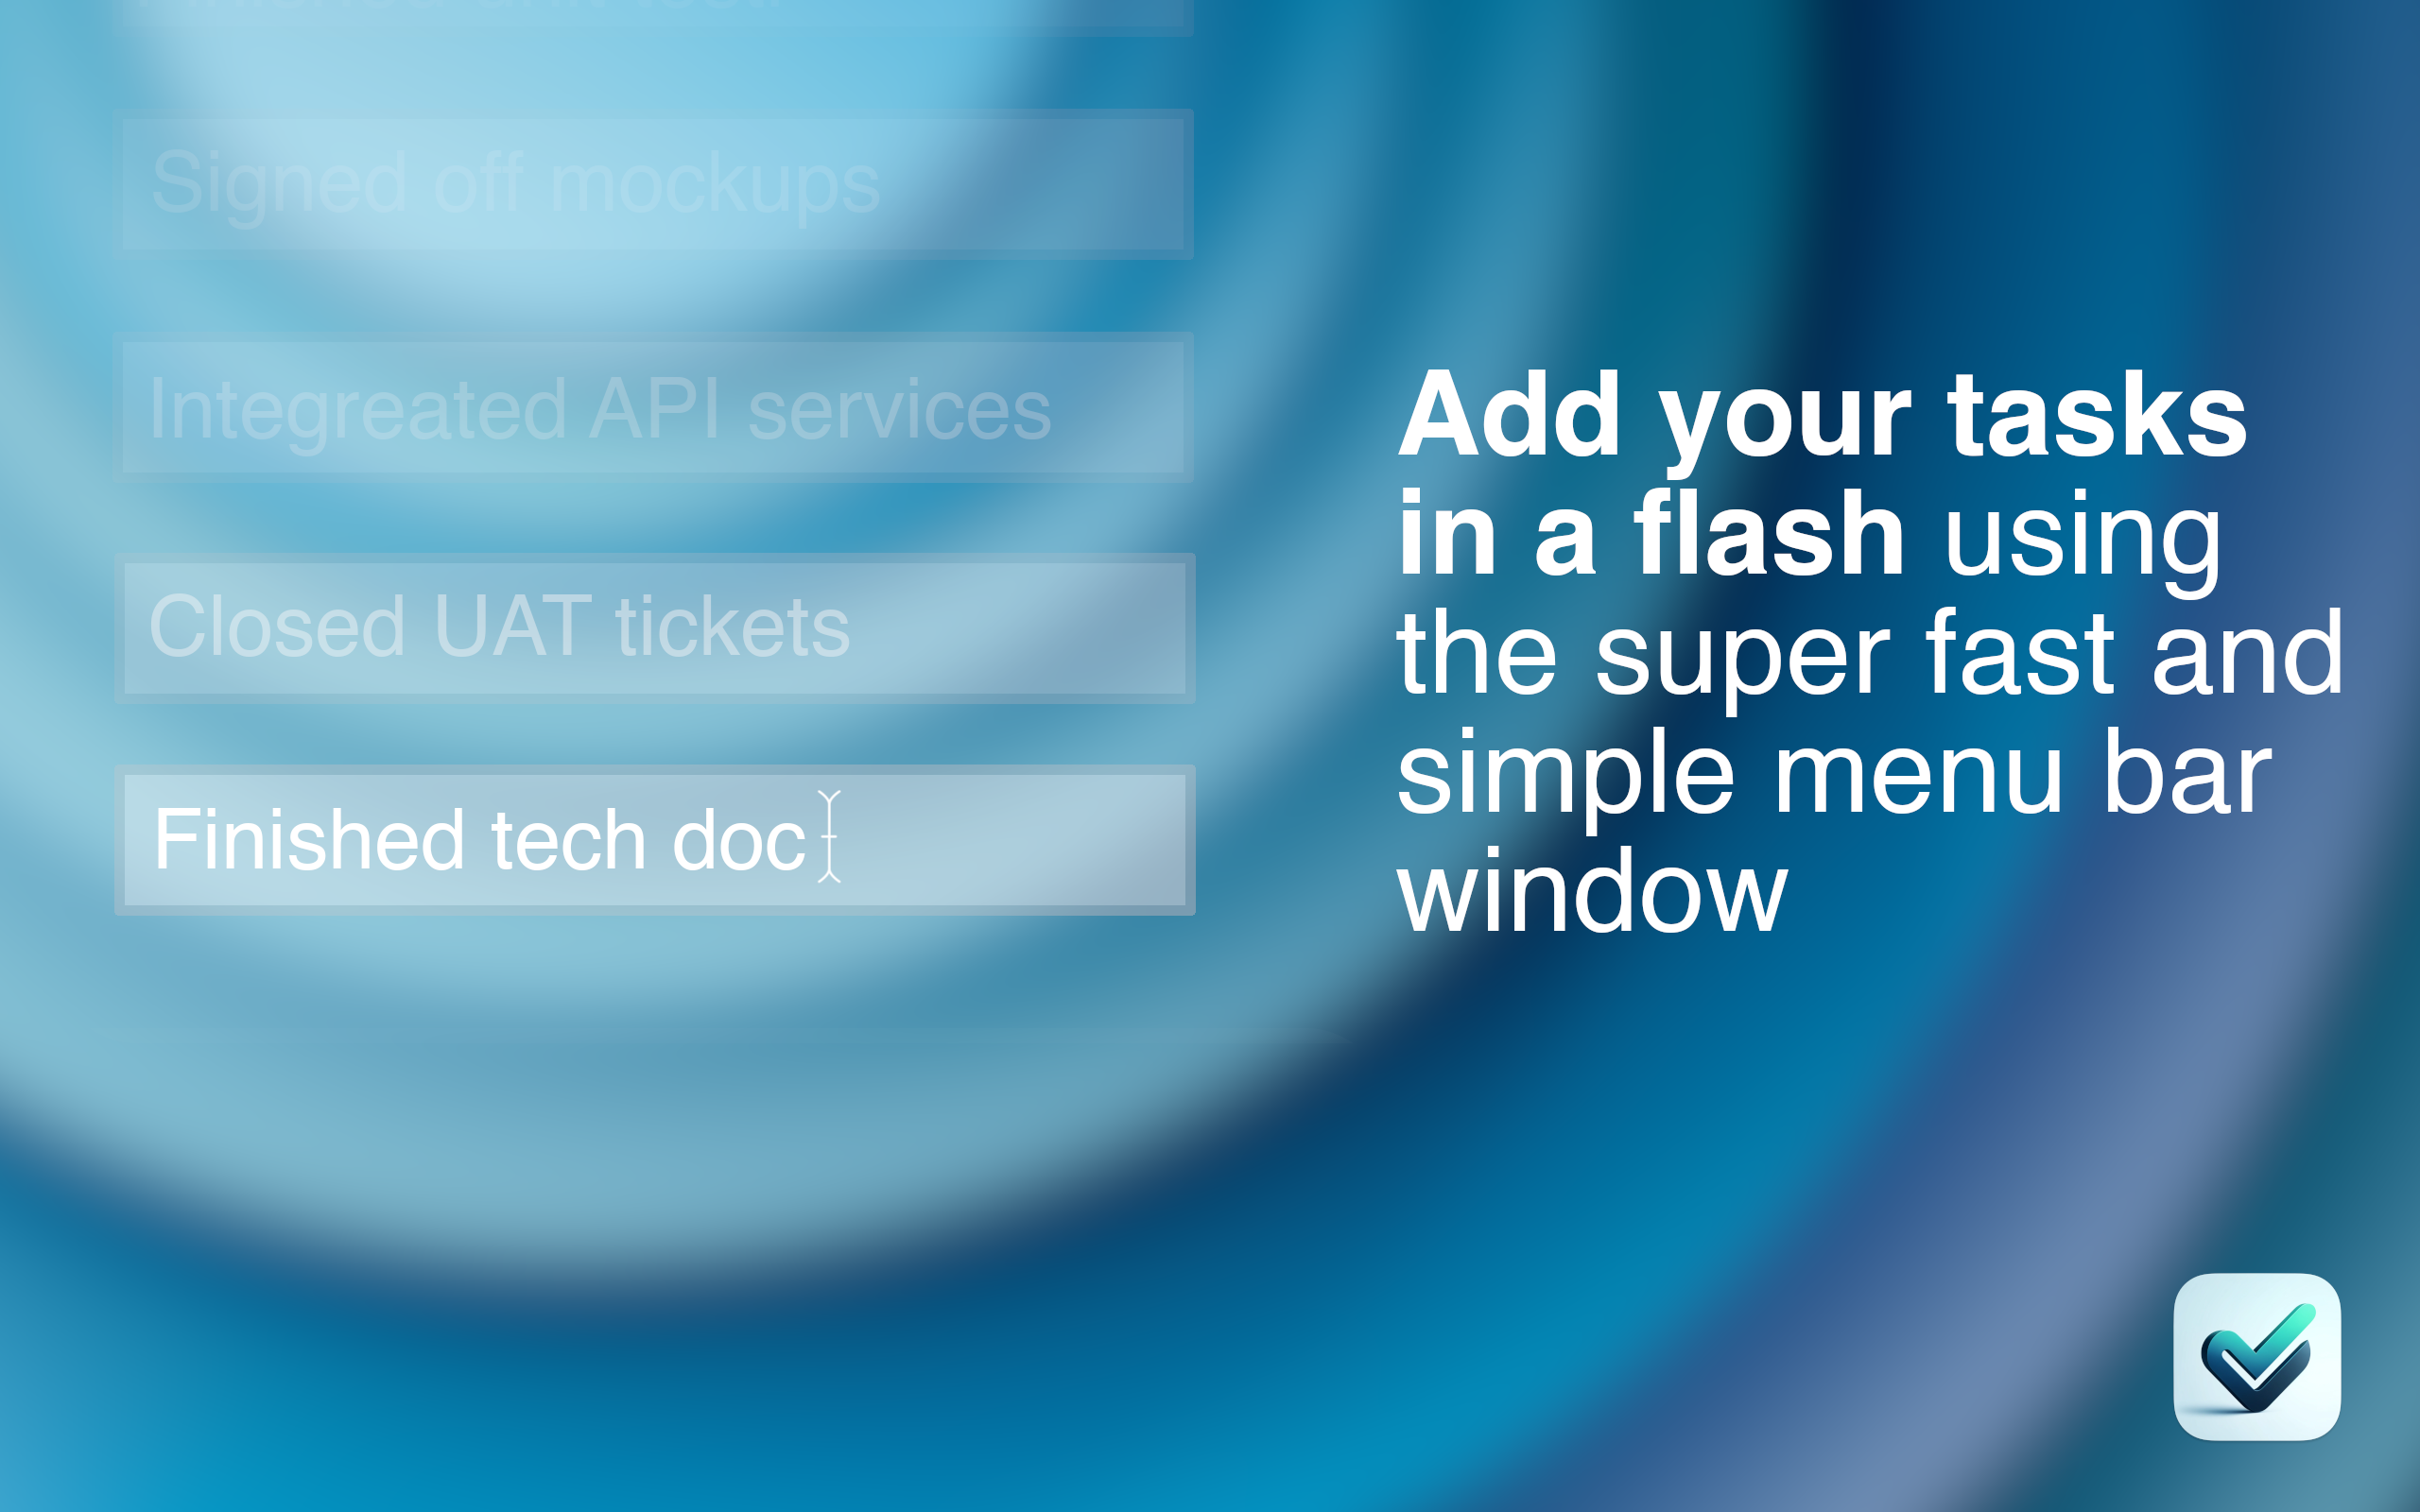 Signed off mockups
Integreated API services
Closed UAT tickets
Finished tech doc
Add your tasks
in a flash using
the super fast and
simple menu bar
window